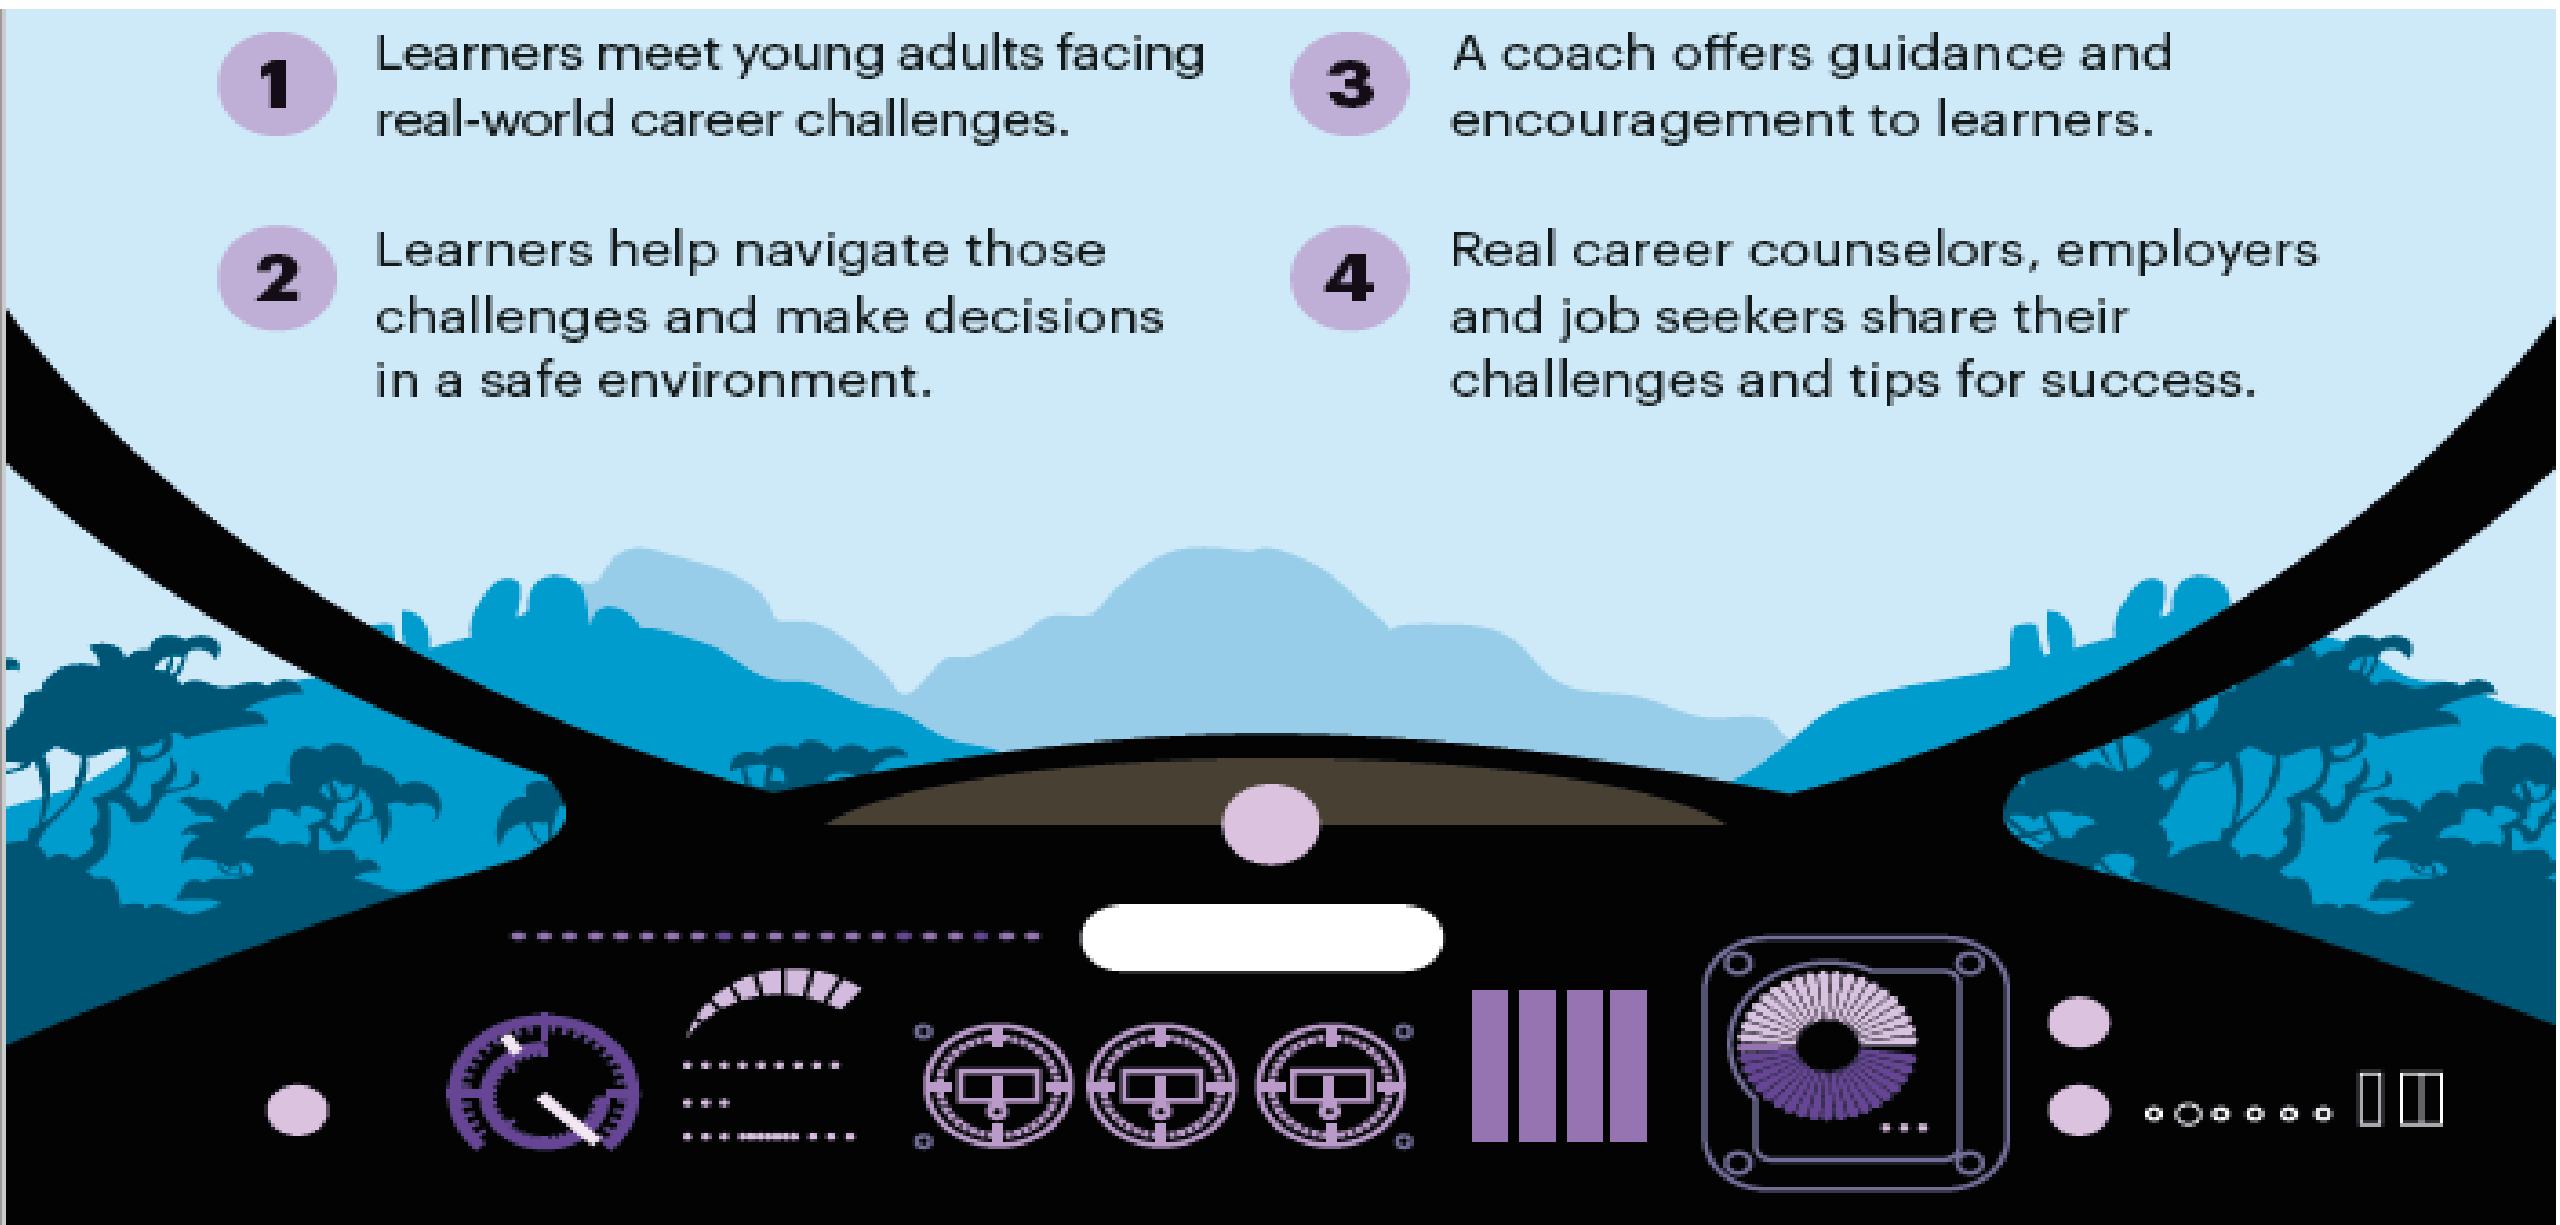 1
Learners meet young adults facing
real-world career challenges.
2
Learners help navigate those
challenges and make decisions
in a safe environment.
3
A coach offers guidance and
encouragement to learners.
4
Real career counselors, employers
and job seekers share their
challenges and tips for success.